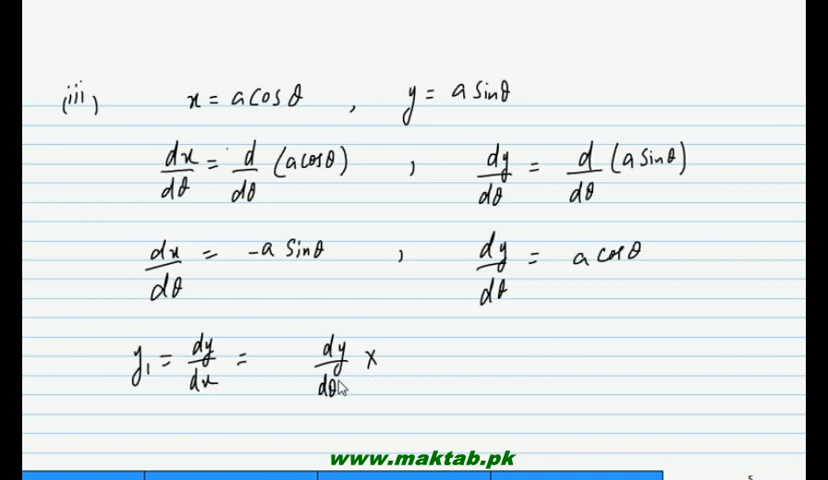 (iii) x = a cos θ , y = a sin θ
dx/dθ = d/dθ (a cos θ) , dy/dθ = d/dθ (a sin θ)
dx/dθ = -a sin θ , dy/dθ = a cos θ
y₁ = dy/dx = dy/dθ ×
www.maktab.pk
5